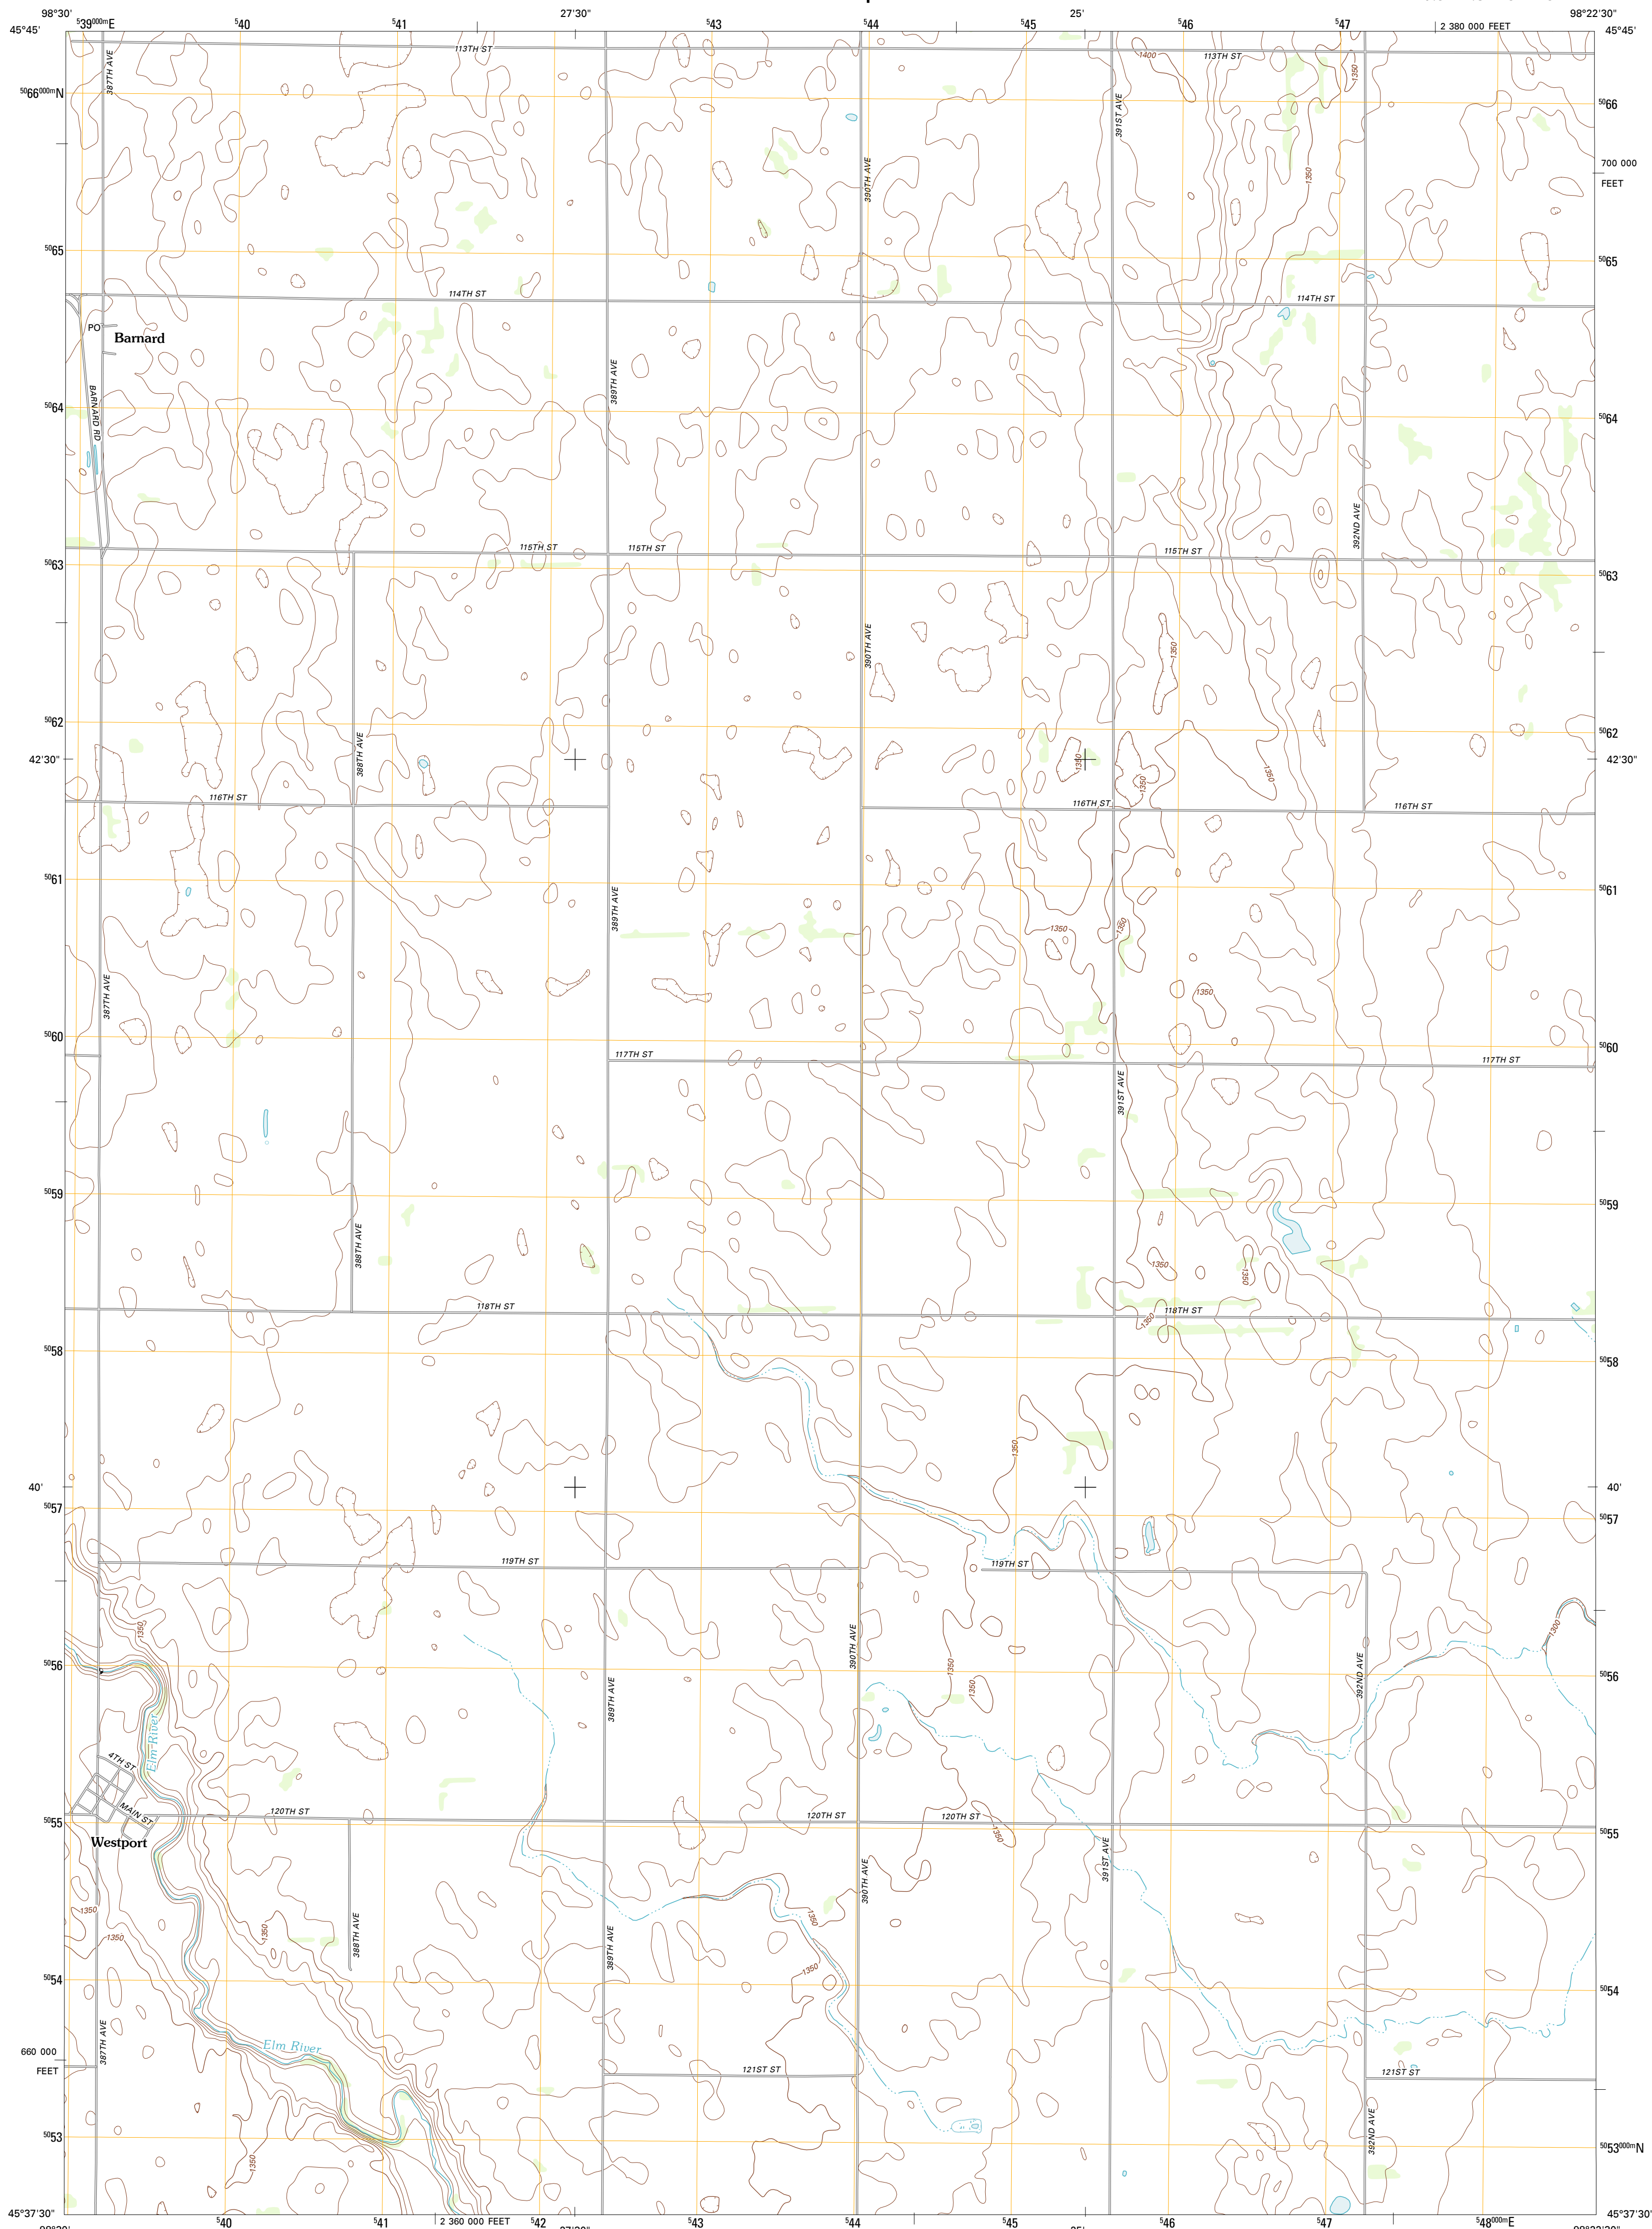 98°30' ⁵39⁰⁰⁰ᵐE ⁵40 ⁵41 27'30" ⁵43 ⁵44 ⁵45 25' ⁵46 ⁵47 2 380 000 FEET 98°22'30"
45°45' 45°45'
113TH ST 1400 113TH ST 1350
387TH AVE
⁵⁰66⁰⁰⁰ᵐN ⁵⁰66
391ST AVE
700 000
FEET
390TH AVE 1350
⁵⁰65 ⁵⁰65
114TH ST 114TH ST
PO
Barnard
389TH AVE
BARNARD RD
⁵⁰64 ⁵⁰64
392ND AVE
115TH ST 115TH ST 115TH ST
⁵⁰63 ⁵⁰63
390TH AVE 1350
⁵⁰62 ⁵⁰62
42'30" 388TH AVE 1350 1350 1350 42'30"
116TH ST 116TH ST 116TH ST
⁵⁰61 ⁵⁰61
389TH AVE 1350 1350
387TH AVE 1350
⁵⁰60 ⁵⁰60
117TH ST 117TH ST
391ST AVE
⁵⁰59 ⁵⁰59
388TH AVE 1350 1350
118TH ST 118TH ST
1350
⁵⁰58 ⁵⁰58
1350
40' 40'
⁵⁰57 ⁵⁰57
119TH ST 119TH ST
1350 390TH AVE 1300
⁵⁰56 1350 392ND AVE ⁵⁰56
389TH AVE 1350
Elm River
4TH ST
MAIN ST 120TH ST 120TH ST 120TH ST
⁵⁰55 1350 ⁵⁰55
Westport
391ST AVE
390TH AVE
1350 1350 388TH AVE 1350
1350 389TH AVE
1350
⁵⁰54 ⁵⁰54
387TH AVE
Elm River
660 000
FEET 121ST ST 121ST ST
392ND AVE
⁵⁰53 ⁵⁰53⁰⁰⁰ᵐN
1350
45°37'30" 45°37'30"
⁵40 ⁵41 2 360 000 FEET ⁵42 ⁵43 ⁵44 ⁵45 ⁵46 ⁵47 ⁵48⁰⁰⁰ᵐE